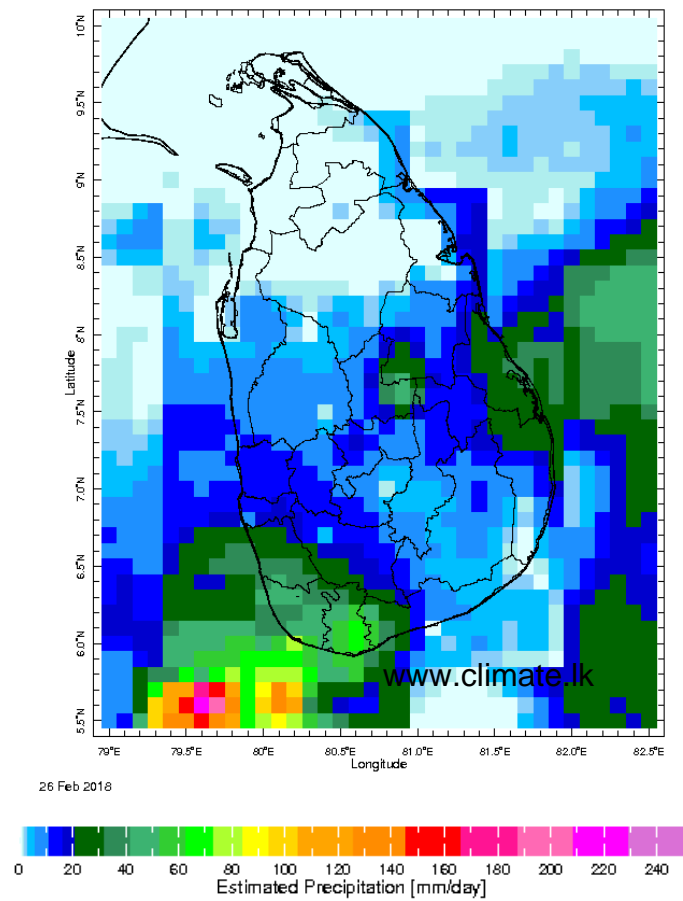 10°N
9.5°N
9°N
8.5°N
8°N
7.5°N
7.0°N
6.5°N
6.0°N
5.5°N
Latitude
www.climate.lk
79°E 79.5°E 80°E 80.5°E 81.0°E 81.5°E 82.0°E 82.5°E
Longitude
26 Feb 2018
0 20 40 60 80 100 120 140 160 180 200 220 240
Estimated Precipitation [mm/day]